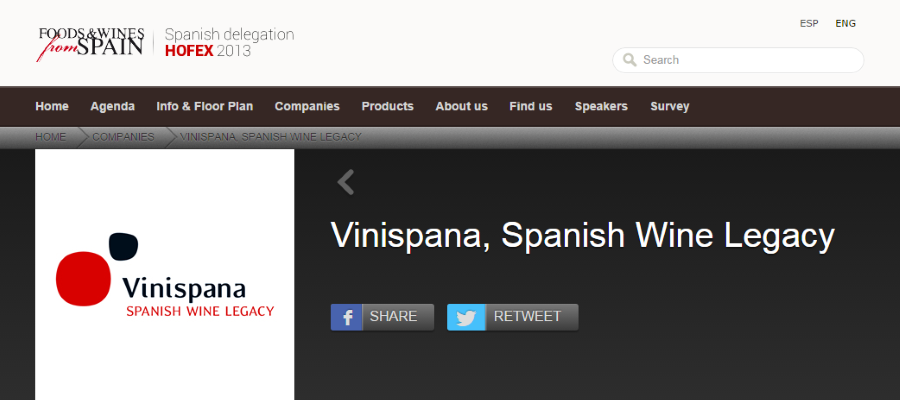 FOODS & WINES
from SPAIN
Spanish delegation
HOFEX 2013
ESP ENG
Search
Home Agenda Info & Floor Plan Companies Products About us Find us Speakers Survey
HOME COMPANIES VINISPANA, SPANISH WINE LEGACY
Vinispana, Spanish Wine Legacy
Vinispana
SPANISH WINE LEGACY
f SHARE RETWEET